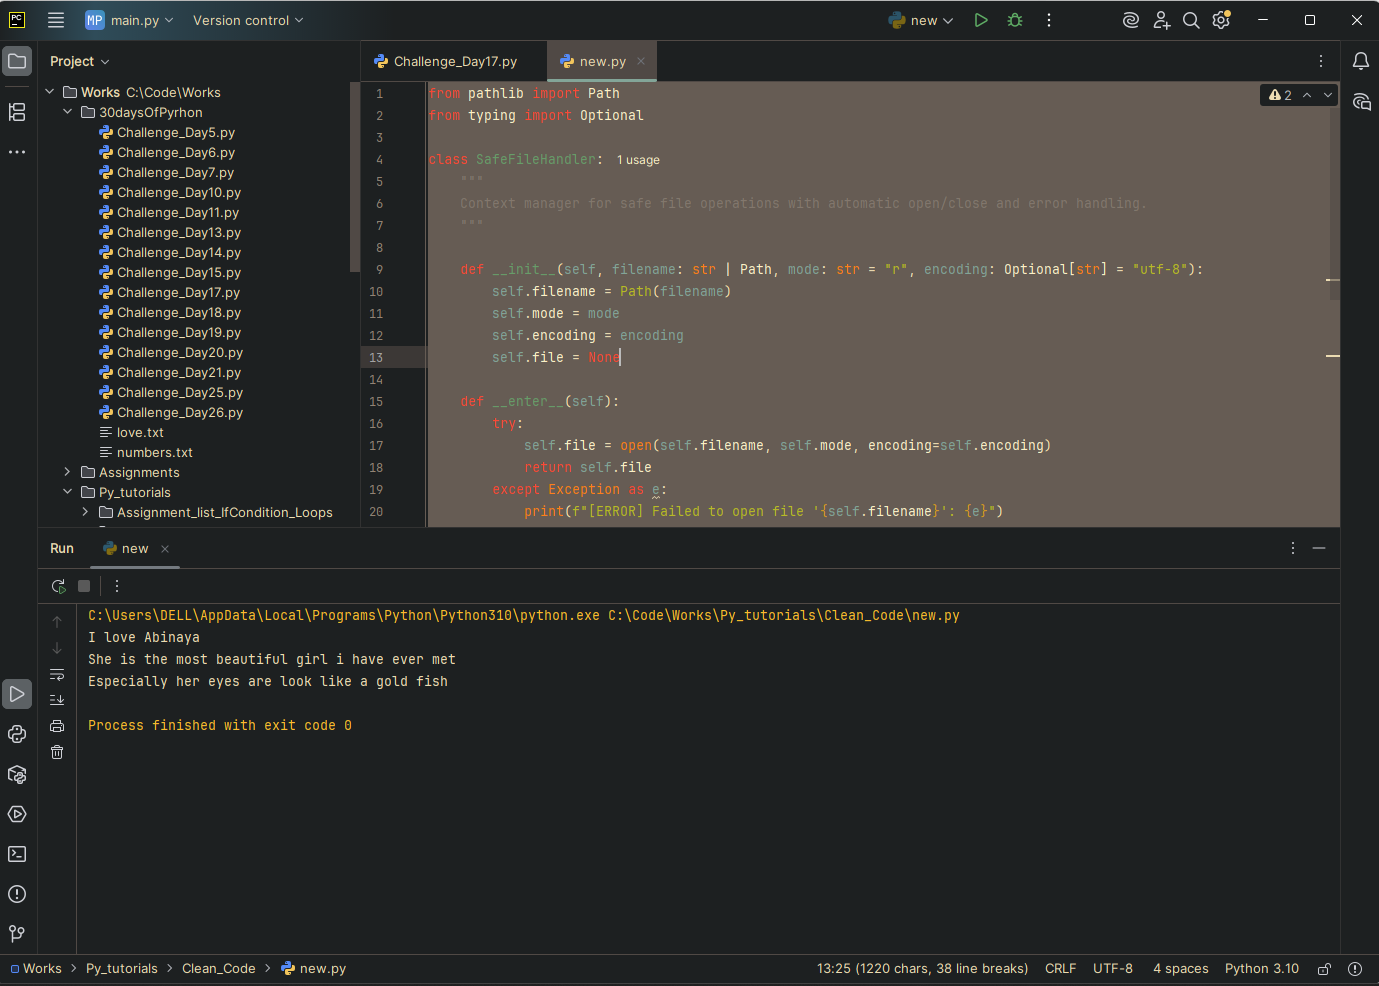 PC
MP main.py Version control new
Project
Challenge_Day17.py new.py
Works C:\Code\Works
30daysOfPyrhon
Challenge_Day5.py
Challenge_Day6.py
Challenge_Day7.py
Challenge_Day10.py
Challenge_Day11.py
Challenge_Day13.py
Challenge_Day14.py
Challenge_Day15.py
Challenge_Day17.py
Challenge_Day18.py
Challenge_Day19.py
Challenge_Day20.py
Challenge_Day21.py
Challenge_Day25.py
Challenge_Day26.py
love.txt
numbers.txt
Assignments
Py_tutorials
Assignment_list_IfCondition_Loops
2
1 from pathlib import Path
2 from typing import Optional
3
4 class SafeFileHandler: 1 usage
5 """
6 Context manager for safe file operations with automatic open/close and error handling.
7 """
8
9 def __init__(self, filename: str | Path, mode: str = "r", encoding: Optional[str] = "utf-8"):
10 self.filename = Path(filename)
11 self.mode = mode
12 self.encoding = encoding
13 self.file = None
14
15 def __enter__(self):
16 try:
17 self.file = open(self.filename, self.mode, encoding=self.encoding)
18 return self.file
19 except Exception as e:
20 print(f"[ERROR] Failed to open file '{self.filename}': {e}")
Run new
C:\Users\DELL\AppData\Local\Programs\Python\Python310\python.exe C:\Code\Works\Py_tutorials\Clean_Code\new.py
I love Abinaya
She is the most beautiful girl i have ever met
Especially her eyes are look like a gold fish
Process finished with exit code 0
Works > Py_tutorials > Clean_Code > new.py
13:25 (1220 chars, 38 line breaks) CRLF UTF-8 4 spaces Python 3.10